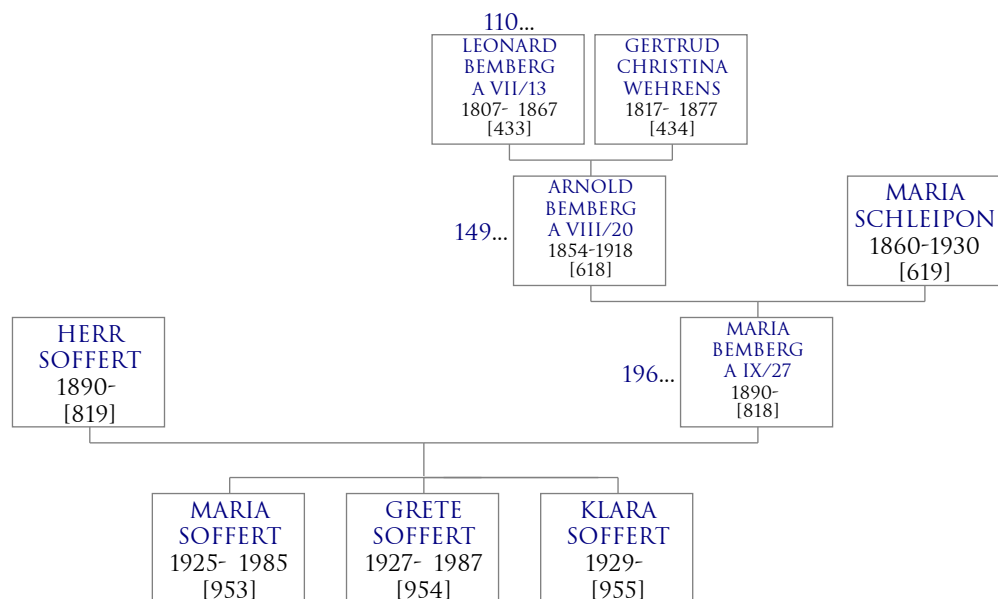 110...
LEONARD
BEMBERG
A VII/13
1807- 1867
[433]
GERTRUD
CHRISTINA
WEHRENS
1817- 1877
[434]
149...
ARNOLD
BEMBERG
A VIII/20
1854-1918
[618]
MARIA
SCHLEIPON
1860-1930
[619]
HERR
SOFFERT
1890-
[819]
196...
MARIA
BEMBERG
A IX/27
1890-
[818]
MARIA
SOFFERT
1925- 1985
[953]
GRETE
SOFFERT
1927- 1987
[954]
KLARA
SOFFERT
1929-
[955]